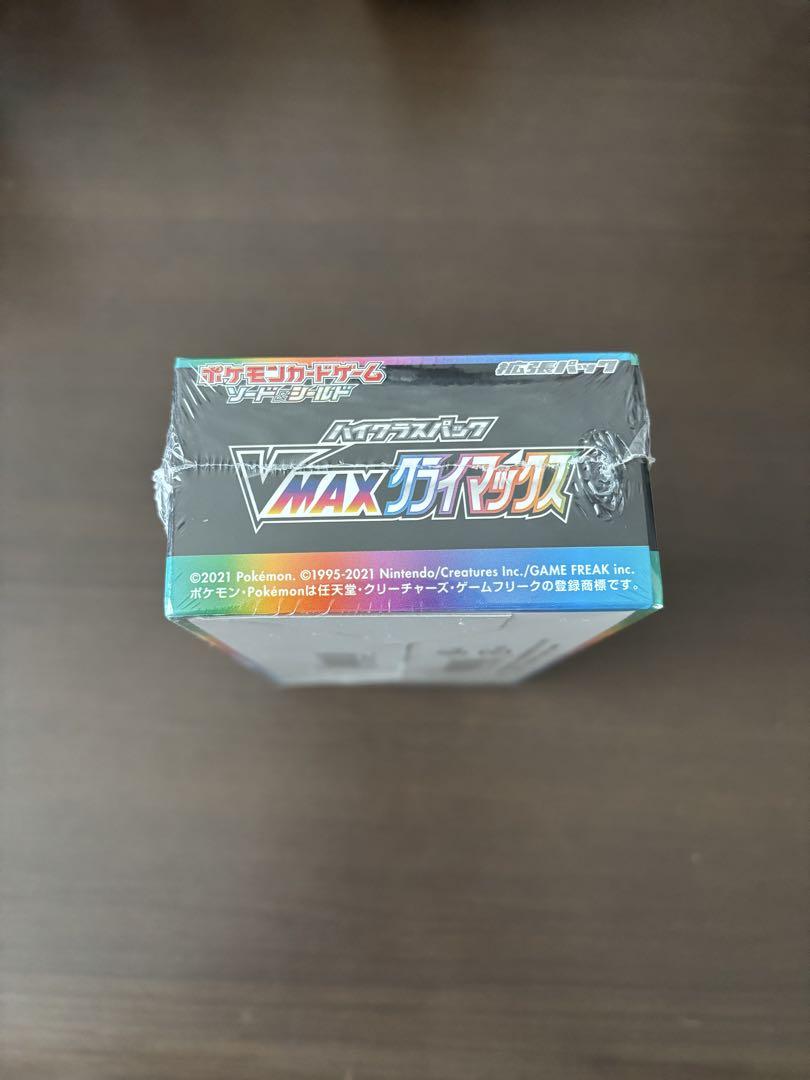 ポケモンカードゲーム
ソード&シールド
拡張パック
ハイクラスパック
VMAXクライマックス
©2021 Pokémon. ©1995-2021 Nintendo/Creatures Inc./GAME FREAK inc.
ポケモン・Pokémonは任天堂・クリーチャーズ・ゲームフリークの登録商標です。